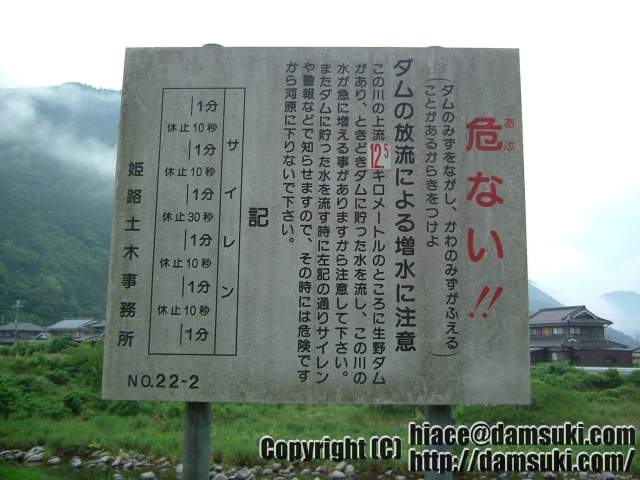 あぶ
危ない!!
(ダムのみずをながし、かわのみずがふえる
ことがあるからきをつけよ)
ダムの放流による増水に注意
この川の上流12.5キロメートルのところに生野ダム
があり、ときどきダムに貯った水を流し、この川の
水が急に増える事がありますから注意して下さい。
またダムに貯った水を流す時に左記の通りサイレン
や警報などで知らせますので、その時には危険です
から河原に下りないで下さい。
記
サイレン
1分
休止10秒
1分
休止10秒
1分
休止30秒
1分
休止10秒
1分
休止10秒
1分
姫路土木事務所
NO.22-2
Copyright (C) hiace@damsuki.com
http://damsuki.com/